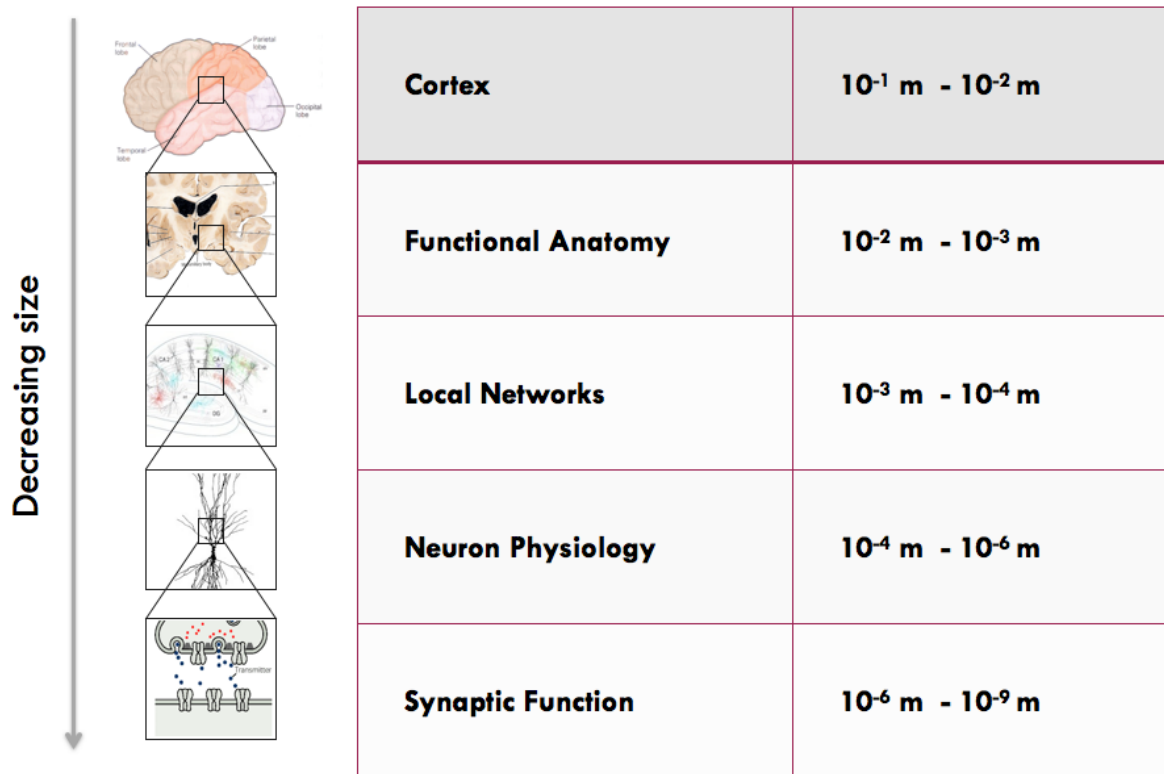 Decreasing size
Frontal lobe
Parietal lobe
Occipital lobe
Temporal lobe
CA3
CA1
DG
Transmitter
Cortex 10⁻¹ m - 10⁻² m
Functional Anatomy 10⁻² m - 10⁻³ m
Local Networks 10⁻³ m - 10⁻⁴ m
Neuron Physiology 10⁻⁴ m - 10⁻⁶ m
Synaptic Function 10⁻⁶ m - 10⁻⁹ m